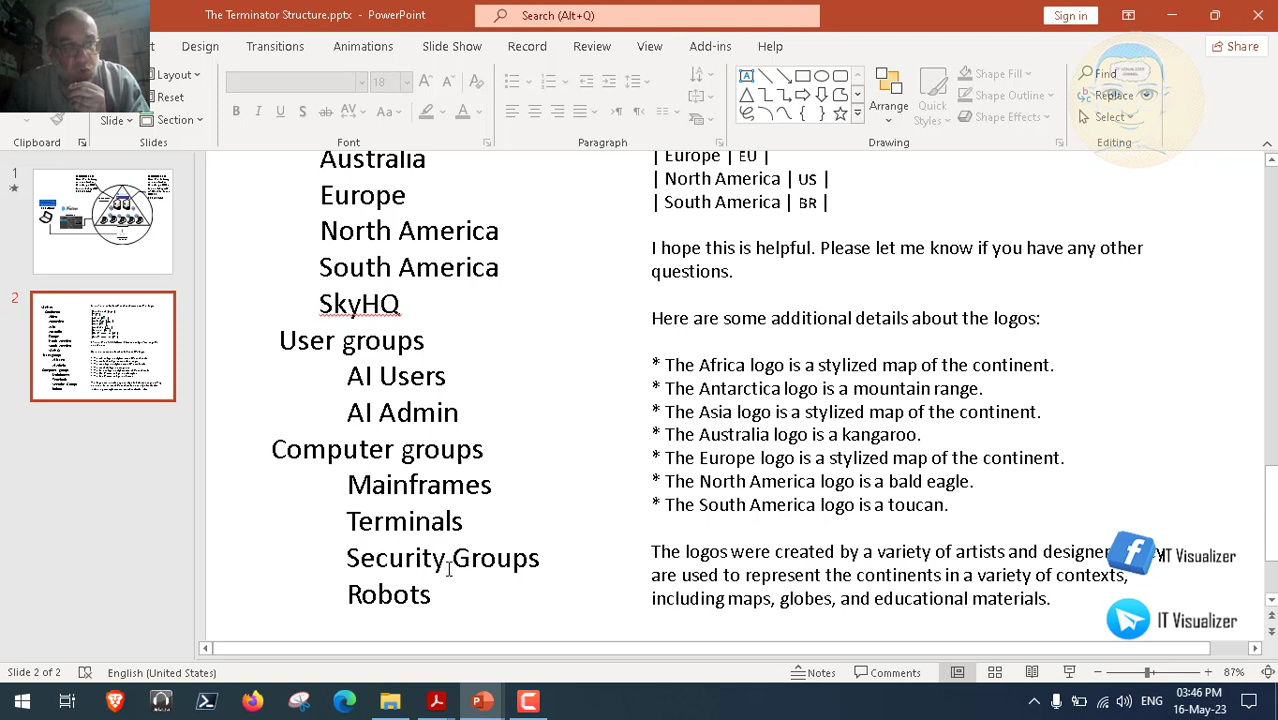 The Terminator Structure.pptx - PowerPoint
Search (Alt+Q)
Sign in
Design
Transitions
Animations
Slide Show
Record
Review
View
Add-ins
Help
Share
Layout
Reset
Slide
Section
18
Arrange
Quick
Styles
Shape Fill
Shape Outline
Shape Effects
Find
Replace
Select
Clipboard
Slides
Font
Paragraph
Drawing
Editing
1
2
Australia
Europe
North America
South America
SkyHQ
User groups
AI Users
AI Admin
Computer groups
Mainframes
Terminals
Security Groups
Robots
| Europe | EU |
| North America | US |
| South America | BR |
I hope this is helpful. Please let me know if you have any other
questions.
Here are some additional details about the logos:
* The Africa logo is a stylized map of the continent.
* The Antarctica logo is a mountain range.
* The Asia logo is a stylized map of the continent.
* The Australia logo is a kangaroo.
* The Europe logo is a stylized map of the continent.
* The North America logo is a bald eagle.
* The South America logo is a toucan.
The logos were created by a variety of artists and designer
are used to represent the continents in a variety of contexts,
including maps, globes, and educational materials.
IT Visualizer
IT Visualizer
Slide 2 of 2
English (United States)
Notes
Comments
87%
ENG
03:46 PM
16-May-23